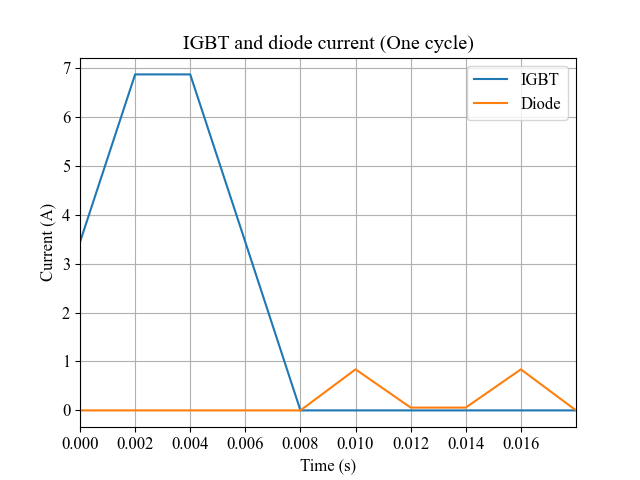 IGBT and diode current (One cycle)
IGBT
Diode
7
6
5
4
3
2
1
0
Current (A)
0.000 0.002 0.004 0.006 0.008 0.010 0.012 0.014 0.016
Time (s)